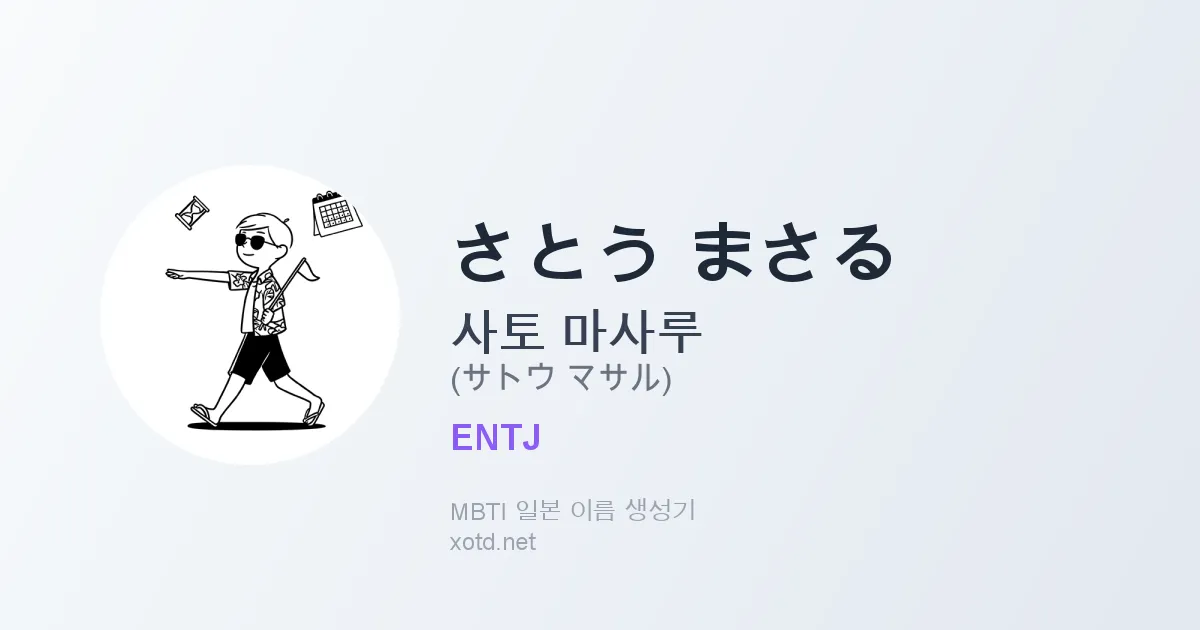 さとう まさる
사토 마사루
(サトウ マサル)
ENTJ
MBTI 일본 이름 생성기
xotd.net